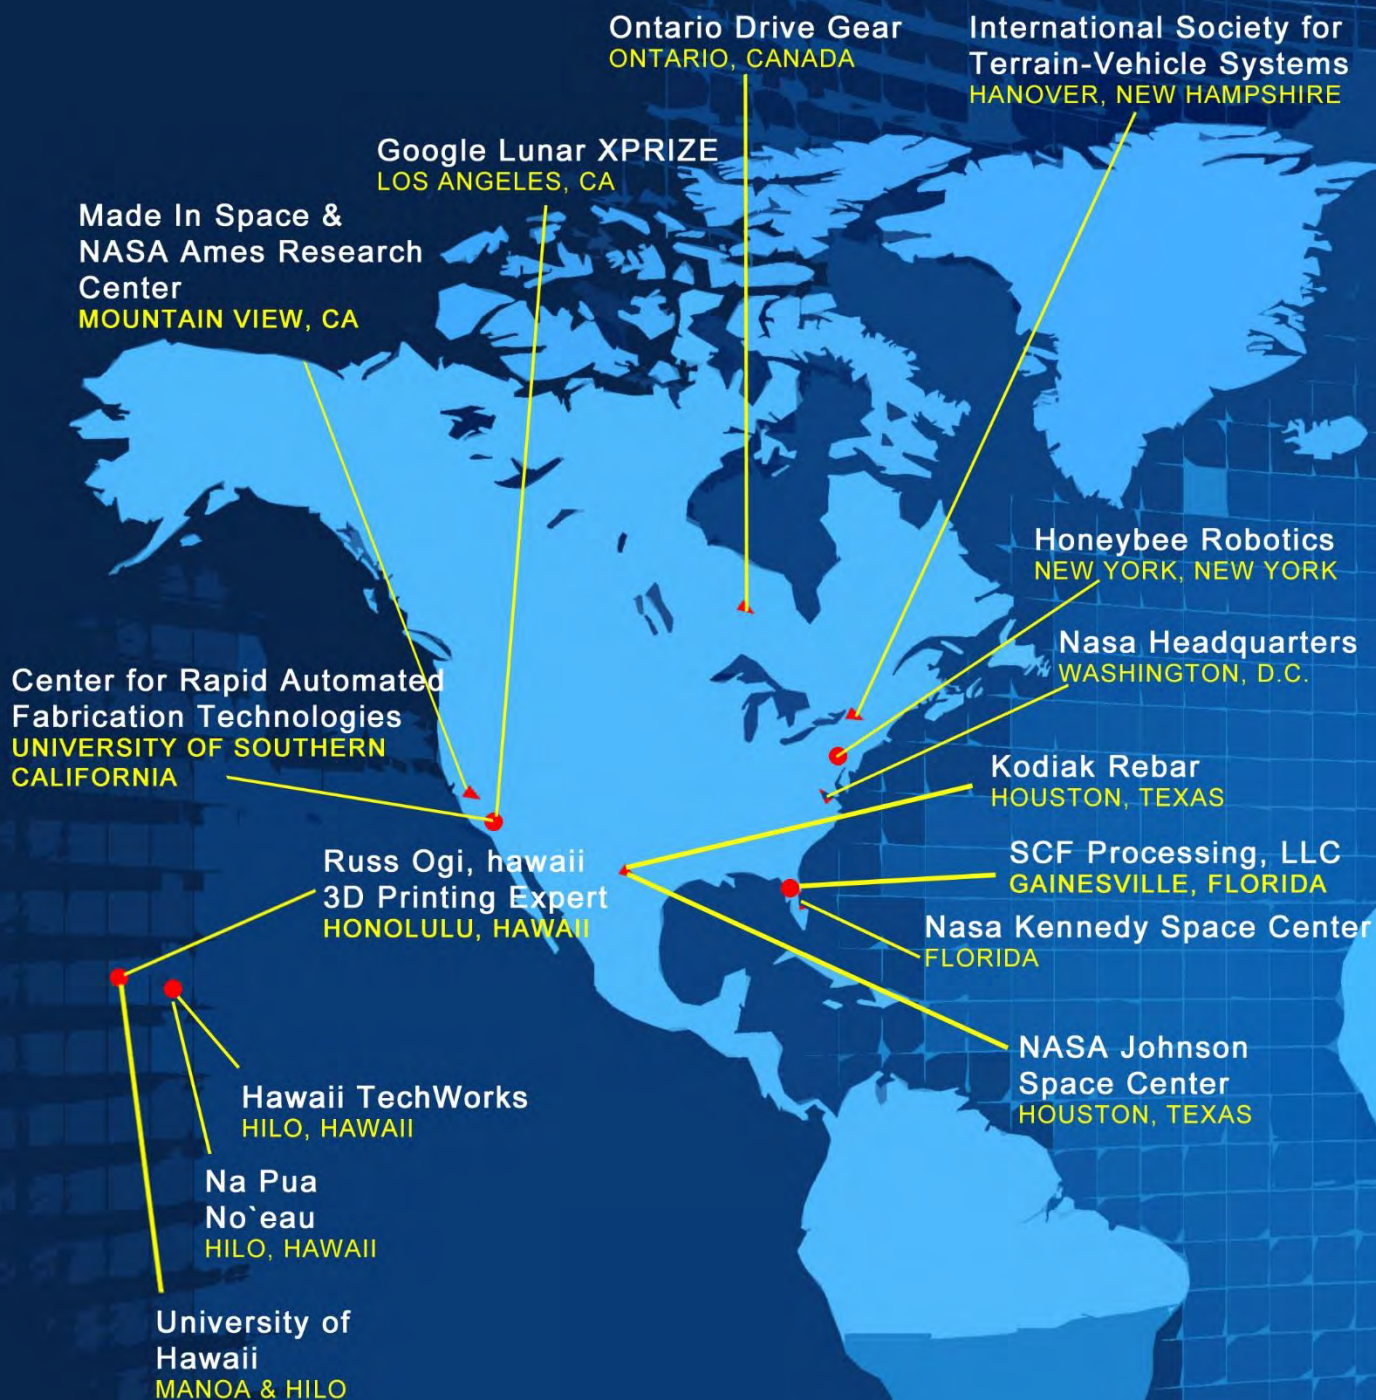 Ontario Drive Gear
ONTARIO, CANADA
International Society for
Terrain-Vehicle Systems
HANOVER, NEW HAMPSHIRE
Google Lunar XPRIZE
LOS ANGELES, CA
Made In Space &
NASA Ames Research
Center
MOUNTAIN VIEW, CA
Honeybee Robotics
NEW YORK, NEW YORK
Nasa Headquarters
WASHINGTON, D.C.
Center for Rapid Automated
Fabrication Technologies
UNIVERSITY OF SOUTHERN
CALIFORNIA
Kodiak Rebar
HOUSTON, TEXAS
Russ Ogi, hawaii
3D Printing Expert
HONOLULU, HAWAII
SCF Processing, LLC
GAINESVILLE, FLORIDA
Nasa Kennedy Space Center
FLORIDA
NASA Johnson
Space Center
HOUSTON, TEXAS
Hawaii TechWorks
HILO, HAWAII
Na Pua
No`eau
HILO, HAWAII
University of
Hawaii
MANOA & HILO